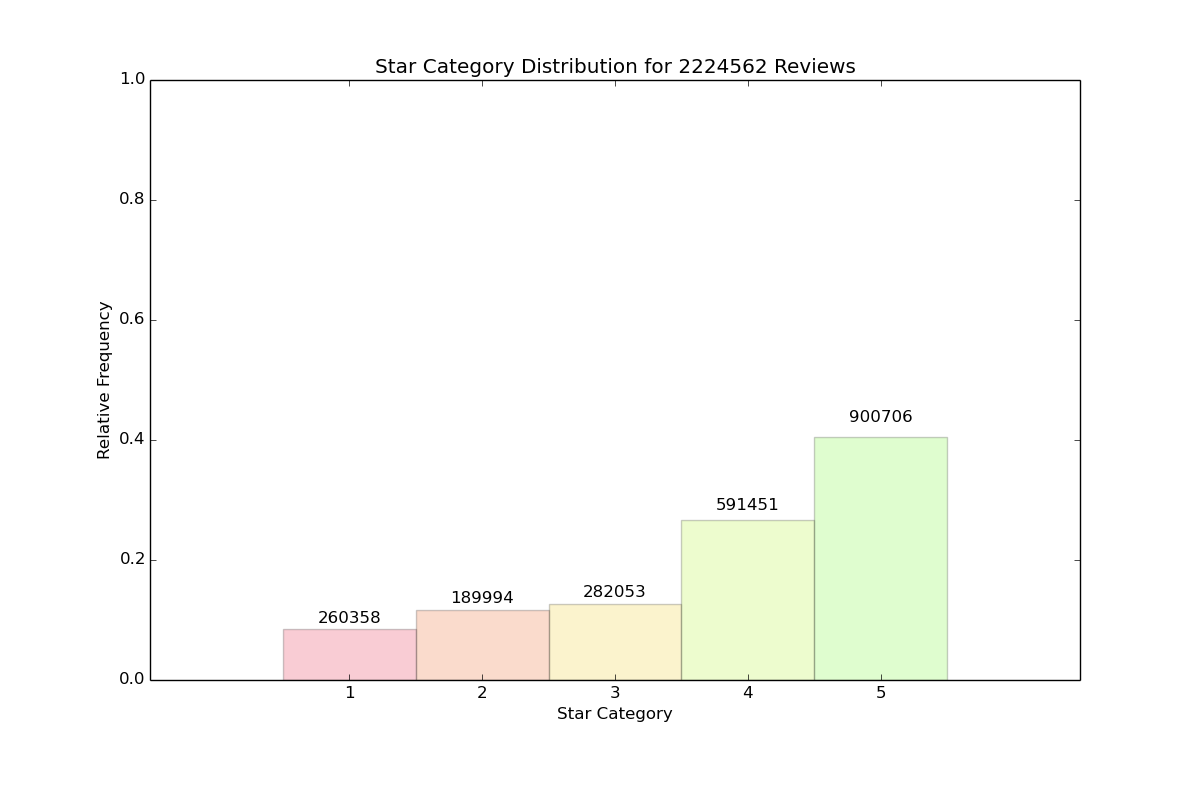 Star Category Distribution for 2224562 Reviews
1.0
0.8
0.6
0.4
0.2
0.0
Relative Frequency
260358
189994
282053
591451
900706
1 2 3 4 5
Star Category